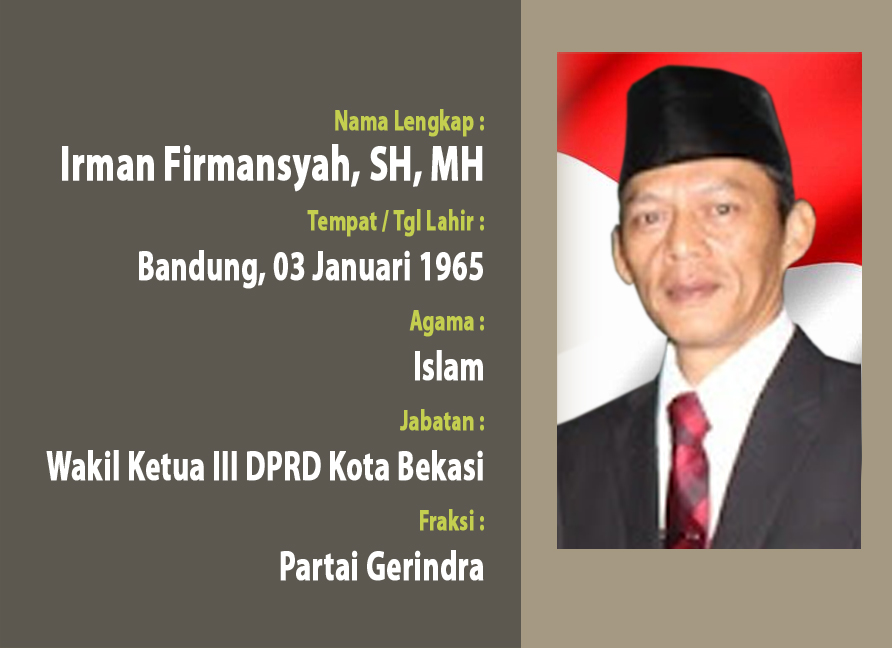 Nama Lengkap :
Irman Firmansyah, SH, MH
Tempat / Tgl Lahir :
Bandung, 03 Januari 1965
Agama :
Islam
Jabatan :
Wakil Ketua III DPRD Kota Bekasi
Fraksi :
Partai Gerindra